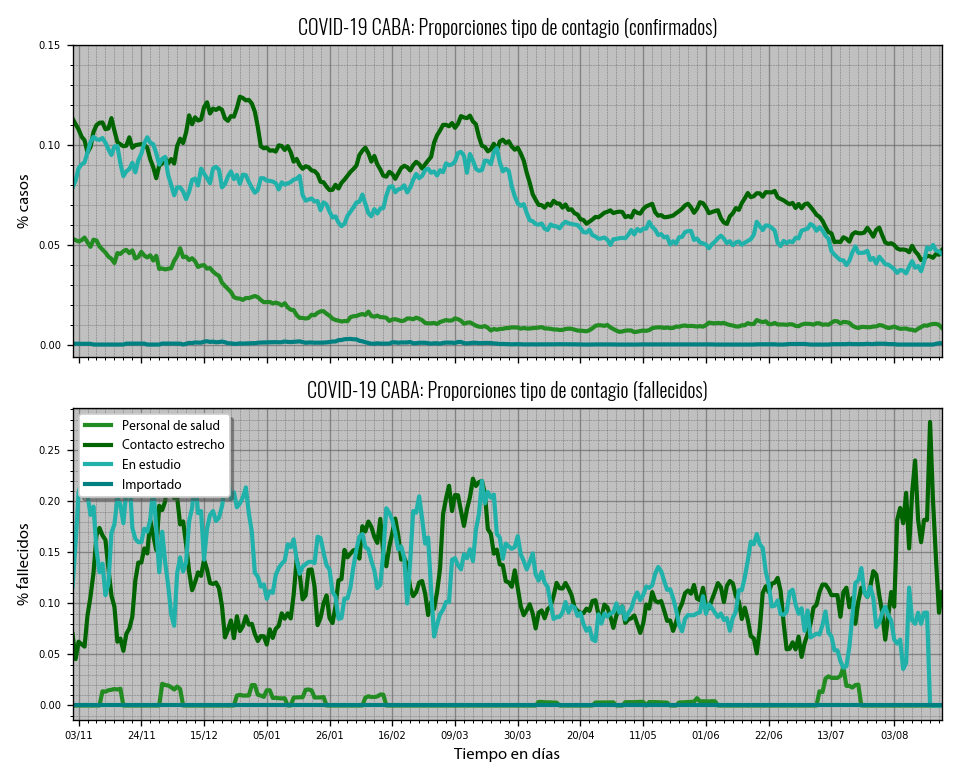 COVID-19 CABA: Proporciones tipo de contagio (confirmados)
0.15
0.10
0.05
0.00
% casos
COVID-19 CABA: Proporciones tipo de contagio (fallecidos)
Personal de salud
Contacto estrecho
En estudio
Importado
0.25
0.20
0.15
0.10
0.05
0.00
% fallecidos
03/11 24/11 15/12 05/01 26/01 16/02 09/03 30/03 20/04 11/05 01/06 22/06 13/07 03/08
Tiempo en días